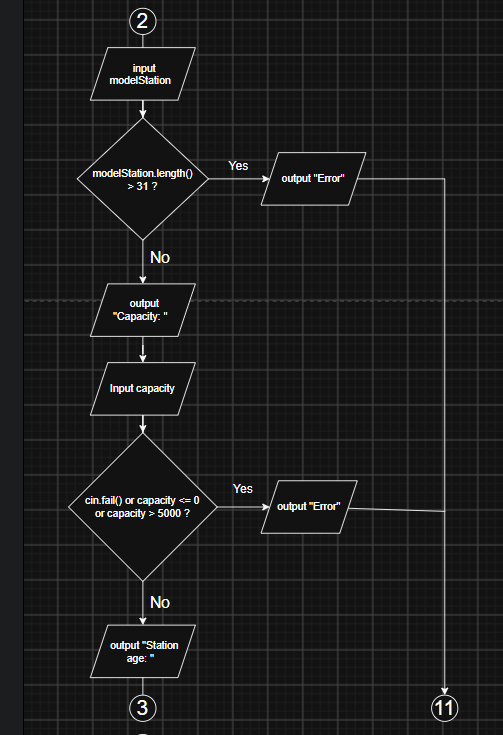 2
input
modelStation
modelStation.length()
> 31 ?
Yes
output "Error"
No
output
"Capacity: "
Input capacity
cin.fail() or capacity <= 0
or capacity > 5000 ?
Yes
output "Error"
No
output "Station
age: "
3
11